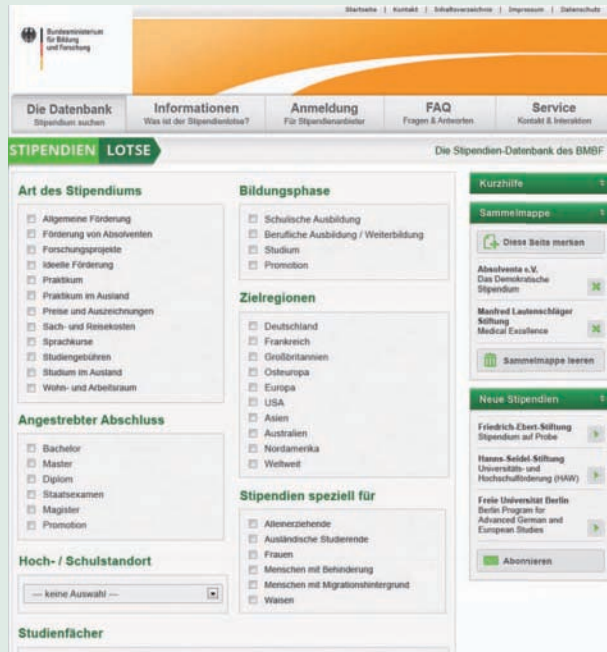 Startseite | Kontakt | Inhaltsverzeichnis | Impressum | Datenschutz
Bundesministerium
für Bildung
und Forschung
Die Datenbank
Stipendium suchen
Informationen
Was ist der Stipendienlotse?
Anmeldung
Für Stipendienanbieter
FAQ
Fragen & Antworten
Service
Kontakt & Interaktion
STIPENDIEN LOTSE
Die Stipendien-Datenbank des BMBF
Art des Stipendiums
Allgemeine Förderung
Förderung von Absolventen
Forschungsprojekte
Ideelle Förderung
Praktikum
Praktikum im Ausland
Preise und Auszeichnungen
Sach- und Reisekosten
Sprachkurse
Studiengebühren
Studium im Ausland
Wohn- und Arbeitsraum
Angestrebter Abschluss
Bachelor
Master
Diplom
Staatsexamen
Magister
Promotion
Hoch- / Schulstandort
--- keine Auswahl ---
Studienfächer
Bildungsphase
Schulische Ausbildung
Berufliche Ausbildung / Weiterbildung
Studium
Promotion
Zielregionen
Deutschland
Frankreich
Großbritannien
Osteuropa
Europa
USA
Asien
Australien
Nordamerika
Weltweit
Stipendien speziell für
Alleinerziehende
Ausländische Studierende
Frauen
Menschen mit Behinderung
Menschen mit Migrationshintergrund
Waisen
Kurzhilfe
Sammelmappe
Diese Seite merken
Absolventa e.V.
Das Demokratische
Stipendium
Manfred Lautenschläger
Stiftung
Medical Excellence
Sammelmappe leeren
Neue Stipendien
Friedrich-Ebert-Stiftung
Stipendium auf Probe
Hanns-Seidel-Stiftung
Universitäts- und
Hochschulförderung (HAW)
Freie Universität Berlin
Berlin Program for
Advanced German and
European Studies
Abonnieren